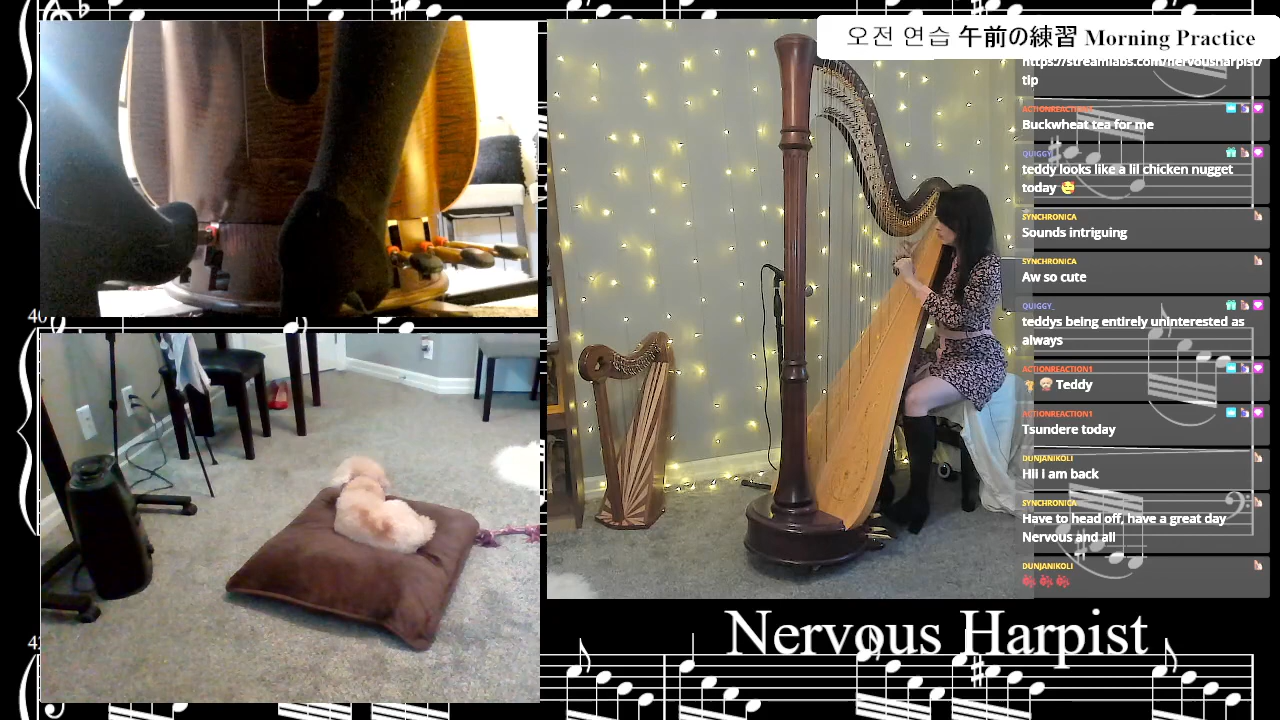 오전 연습 午前の練習 Morning Practice
https://streamlabs.com/nervousharpist/
tip
ACTIONREACTION1
Buckwheat tea for me
QUIGGY_
teddy looks like a lil chicken nugget
today 😊
SYNCHRONICA
Sounds intriguing
SYNCHRONICA
Aw so cute
QUIGGY_
teddys being entirely uninterested as
always
ACTIONREACTION1
Teddy
ACTIONREACTION1
Tsundere today
DUNJANIKOLI
HIi i am back
SYNCHRONICA
Have to head off, have a great day
Nervous and all
DUNJANIKOLI
Nervous Harpist
40